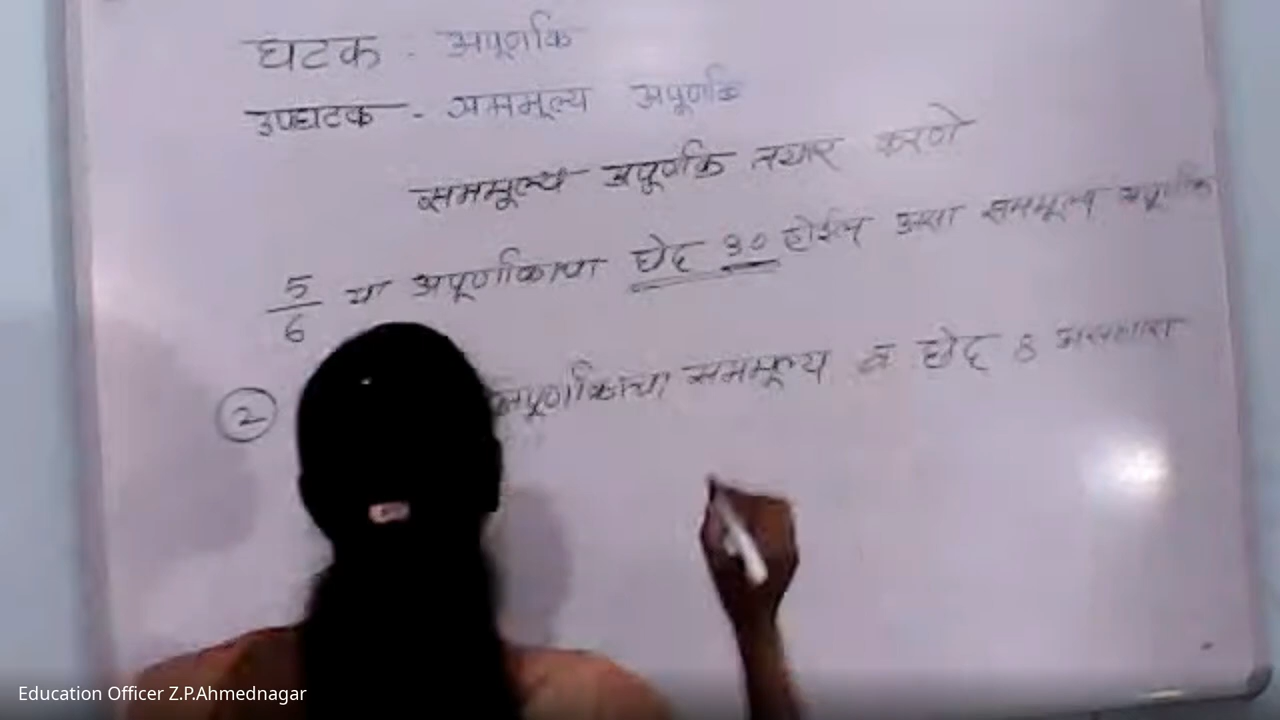 घटक - अपूर्णांक
उपघटक - सममूल्य अपूर्णांक
सममूल्य अपूर्णांक तयार करणे
5/6 या अपूर्णांकाचा छेद 30 होईल असा सममूल्य अपूर्णांक
2 अपूर्णांकाचा सममूल्य व छेद 8 असणारा
Education Officer Z.P.Ahmednagar